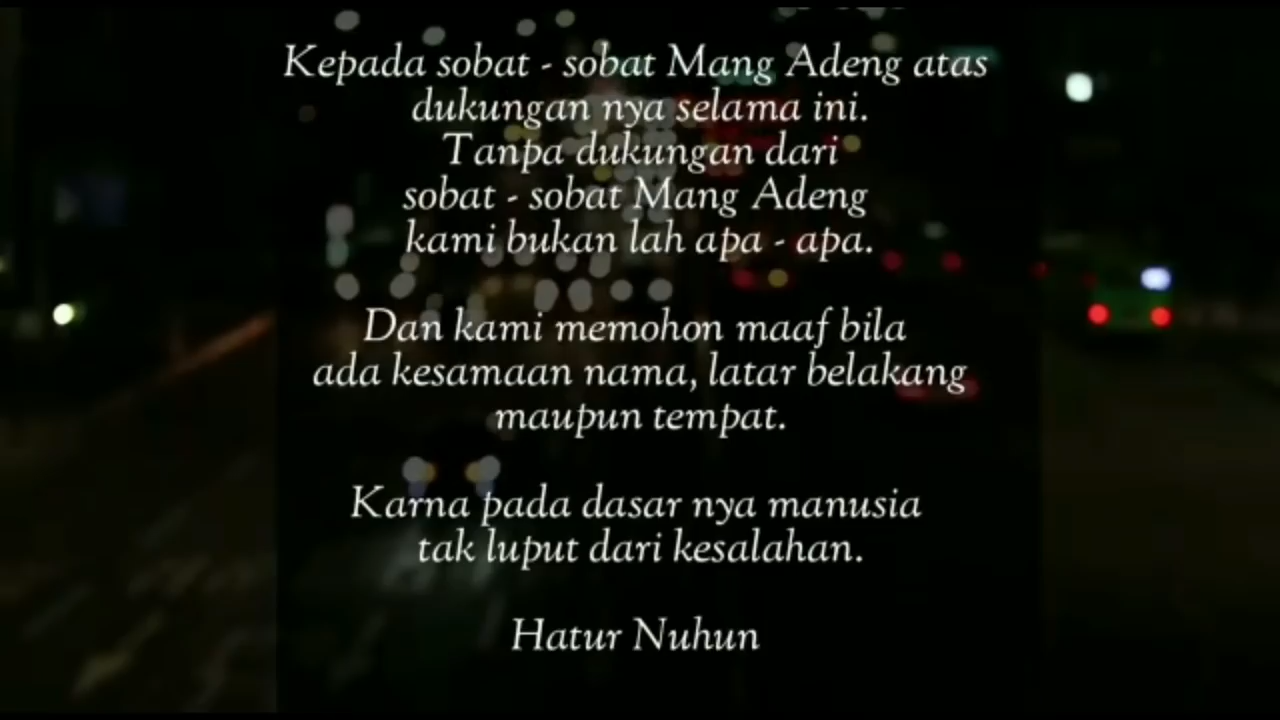 Kepada sobat - sobat Mang Adeng atas
dukungan nya selama ini.
Tanpa dukungan dari
sobat - sobat Mang Adeng
kami bukan lah apa - apa.
Dan kami memohon maaf bila
ada kesamaan nama, latar belakang
maupun tempat.
Karna pada dasar nya manusia
tak luput dari kesalahan.
Hatur Nuhun